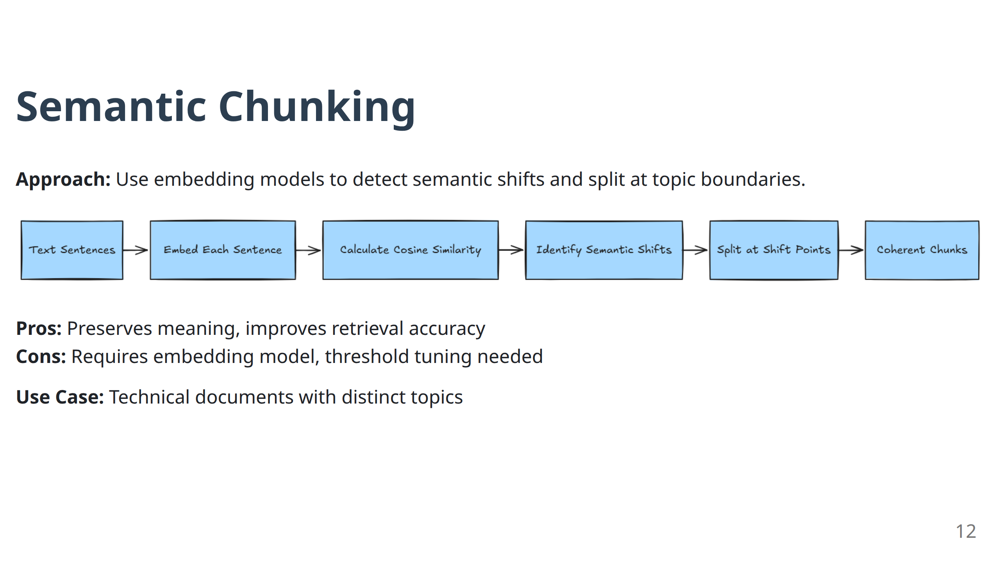 Semantic Chunking
Approach: Use embedding models to detect semantic shifts and split at topic boundaries.
Text Sentences
Embed Each Sentence
Calculate Cosine Similarity
Identify Semantic Shifts
Split at Shift Points
Coherent Chunks
Pros: Preserves meaning, improves retrieval accuracy
Cons: Requires embedding model, threshold tuning needed
Use Case: Technical documents with distinct topics
12